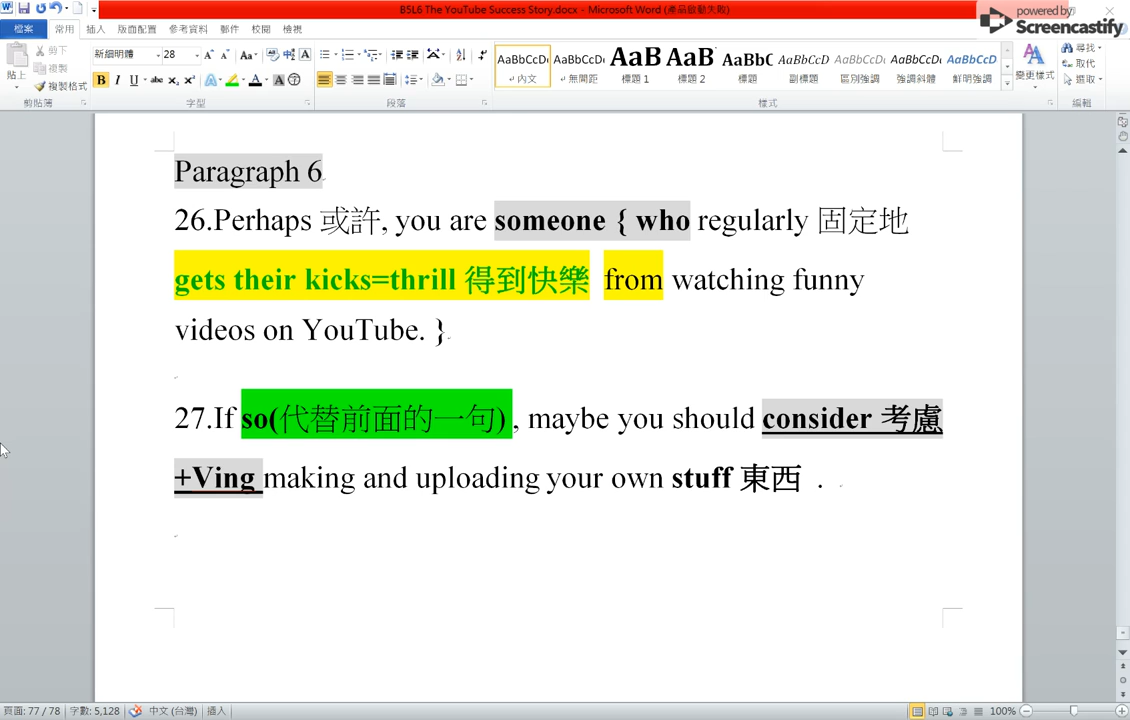 B5L6 The YouTube Success Story.docx - Microsoft Word (產品啟動失敗)
powered by
Screencastify
檔案 常用 插入 版面配置 參考資料 郵件 校閱 檢視
貼上 剪下 複製 複製格式
新細明體 28
AaBbCcDc AaBbCcDc AaB AaB AaBbC AaBbCcD AaBbCcDc AaBbCcDc AaBbCcDc
內文 無間距 標題 1 標題 2 標題 副標題 區別強調 強調斜體 鮮明強調 變更樣式
尋找 取代 選取
剪貼簿 字型 段落 樣式 編輯
Paragraph 6
26.Perhaps 或許, you are someone { who regularly 固定地
gets their kicks=thrill 得到快樂 from watching funny
videos on YouTube. }
27.If so(代替前面的一句) , maybe you should consider 考慮
+Ving making and uploading your own stuff 東西 .
頁面: 77 / 78 字數: 5,128 中文 (台灣) 插入 100%